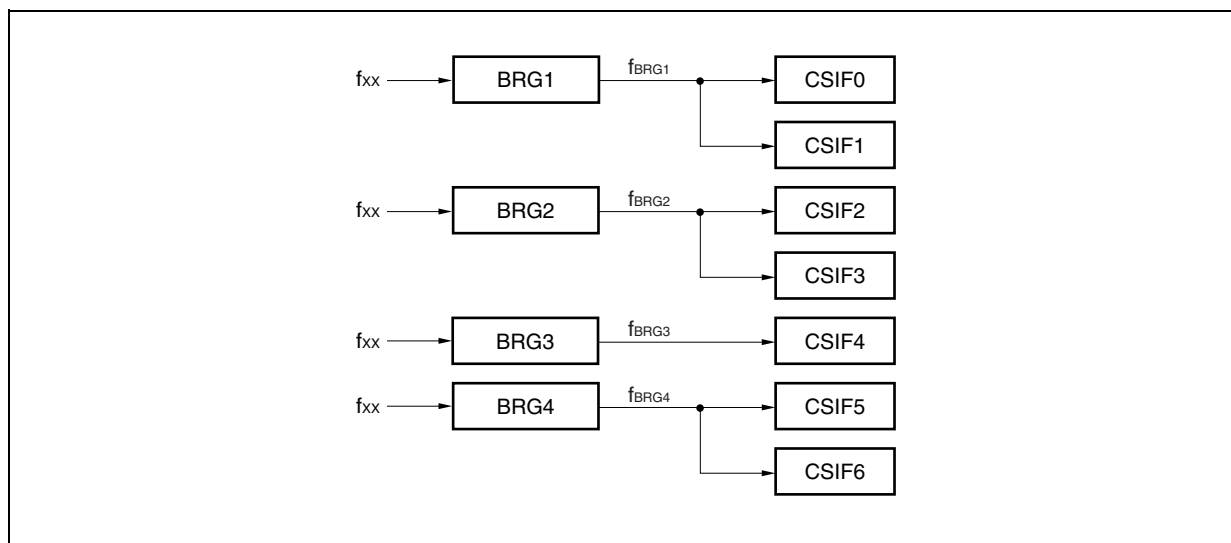 fxx BRG1 fBRG1 CSIF0
CSIF1
fxx BRG2 fBRG2 CSIF2
CSIF3
fxx BRG3 fBRG3 CSIF4
fxx BRG4 fBRG4 CSIF5
CSIF6